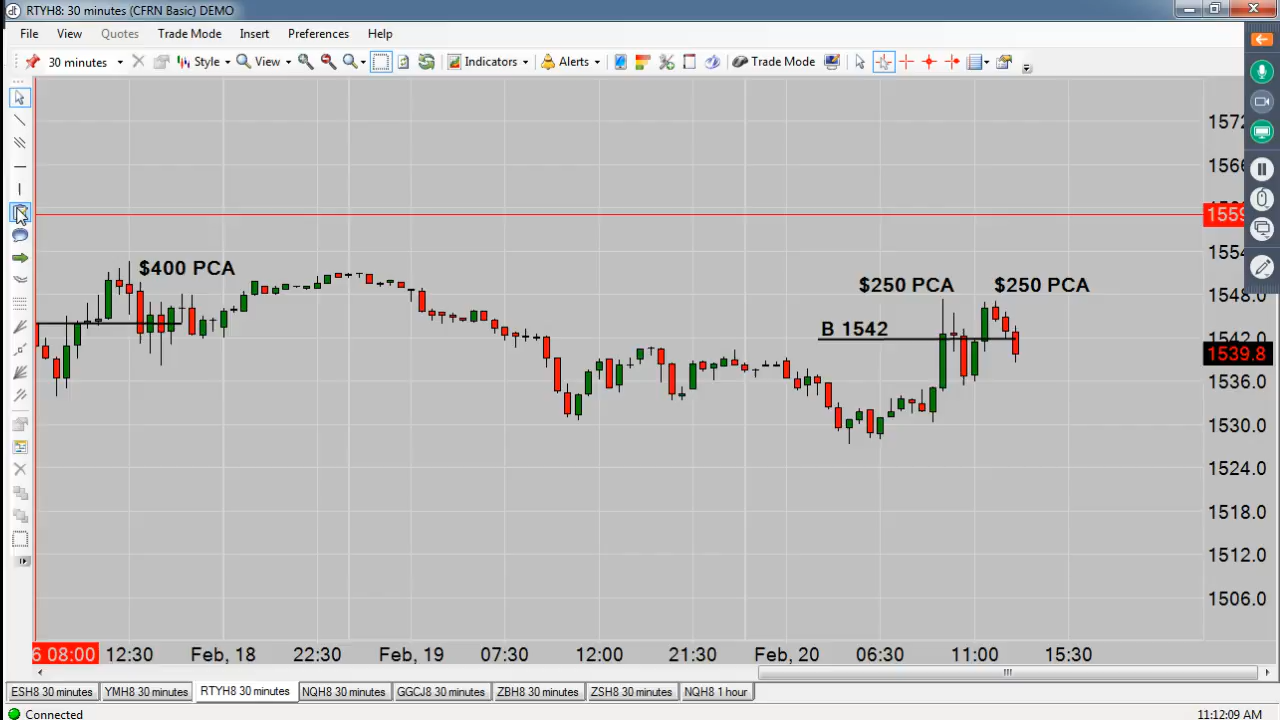 RTYH8: 30 minutes (CFRN Basic) DEMO
File View Quotes Trade Mode Insert Preferences Help
30 minutes Style View Indicators Alerts Trade Mode
1572
1566
1559
1554
$400 PCA
$250 PCA $250 PCA
1548.0
B 1542
1542.0
1539.8
1536.0
1530.0
1524.0
1518.0
1512.0
1506.0
6 08:00 12:30 Feb, 18 22:30 Feb, 19 07:30 12:00 21:30 Feb, 20 06:30 11:00 15:30
ESH8 30 minutes YMH8 30 minutes RTYH8 30 minutes NQH8 30 minutes GGCJ8 30 minutes ZBH8 30 minutes ZSH8 30 minutes NQH8 1 hour
Connected 11:12:09 AM